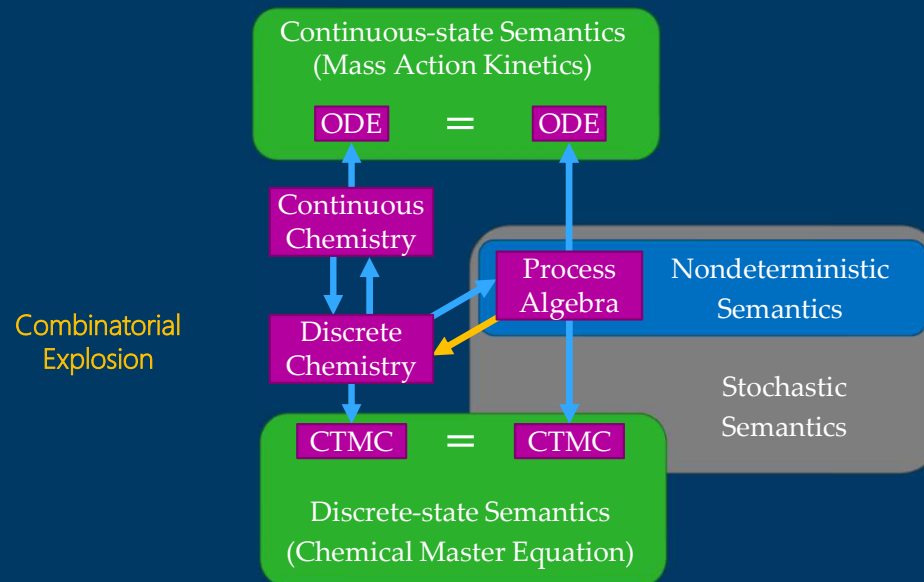 Continuous-state Semantics
(Mass Action Kinetics)
ODE = ODE
Continuous
Chemistry
Process
Algebra
Nondeterministic
Semantics
Combinatorial
Explosion
Discrete
Chemistry
Stochastic
Semantics
CTMC = CTMC
Discrete-state Semantics
(Chemical Master Equation)